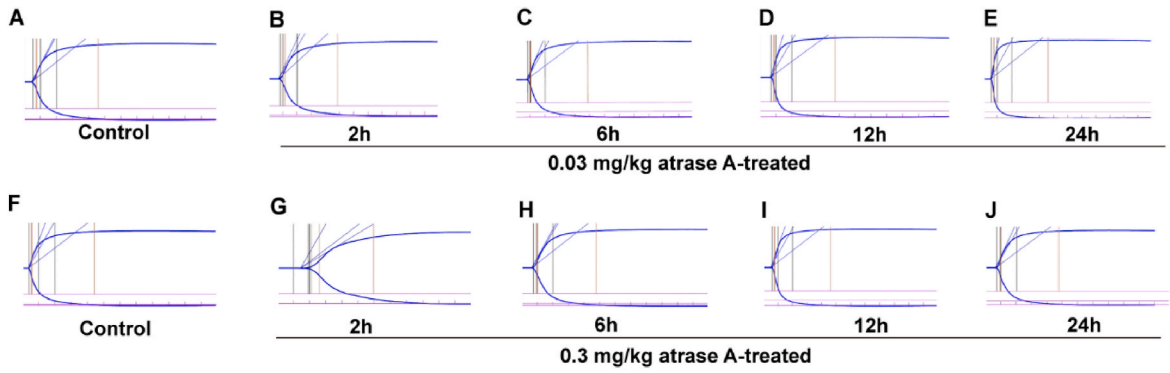 A B C D E
Control 2h 6h 12h 24h
0.03 mg/kg atrase A-treated
F G H I J
Control 2h 6h 12h 24h
0.3 mg/kg atrase A-treated